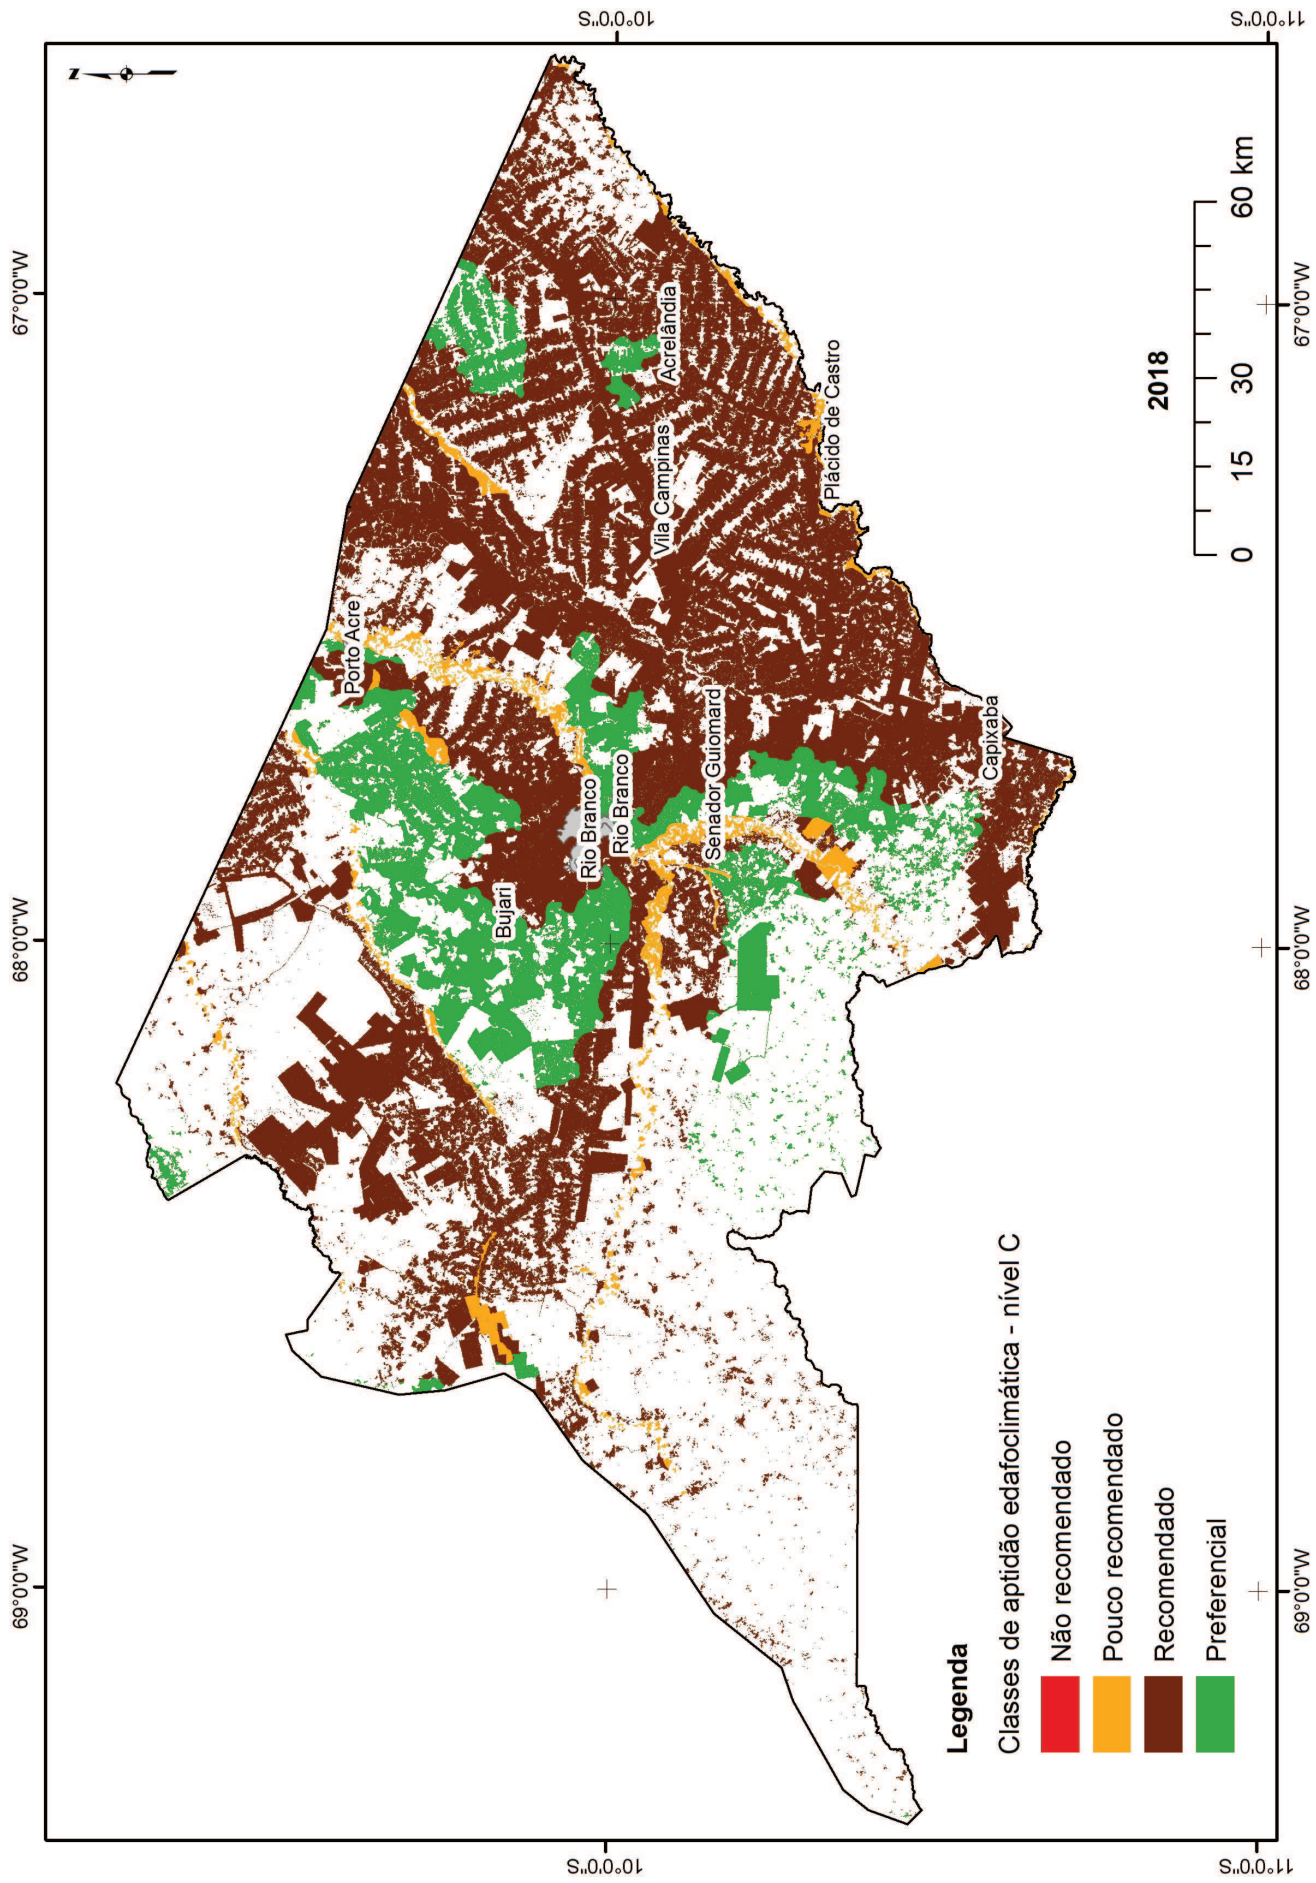 69°0'0"W
68°0'0"W
67°0'0"W
10°0'0"S
10°0'0"S
11°0'0"S
11°0'0"S
N
Porto Acre
Bujari
Rio Branco
Rio Branco
Senador Guiomard
Vila Campinas
Acrelândia
Plácido de Castro
Capixaba
Legenda
Classes de aptidão edafoclimática - nível C
Não recomendado
Pouco recomendado
Recomendado
Preferencial
2018
0 15 30 60 km
69°0'0"W
68°0'0"W
67°0'0"W